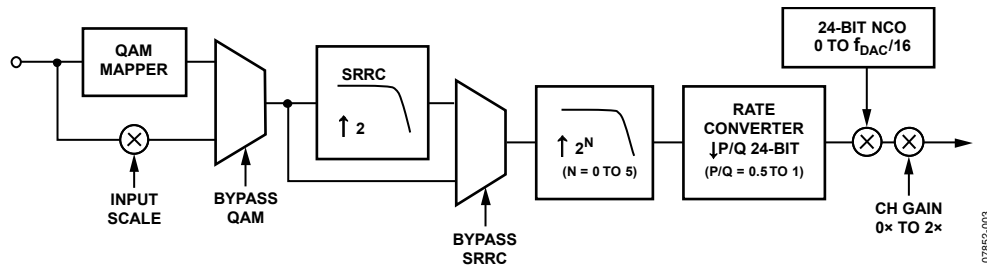 QAM
MAPPER
INPUT
SCALE
BYPASS
QAM
SRRC
↑ 2
BYPASS
SRRC
↑ 2^N
(N = 0 TO 5)
RATE
CONVERTER
↓P/Q 24-BIT
(P/Q = 0.5 TO 1)
24-BIT NCO
0 TO fDAC/16
CH GAIN
0× TO 2×
07852-003